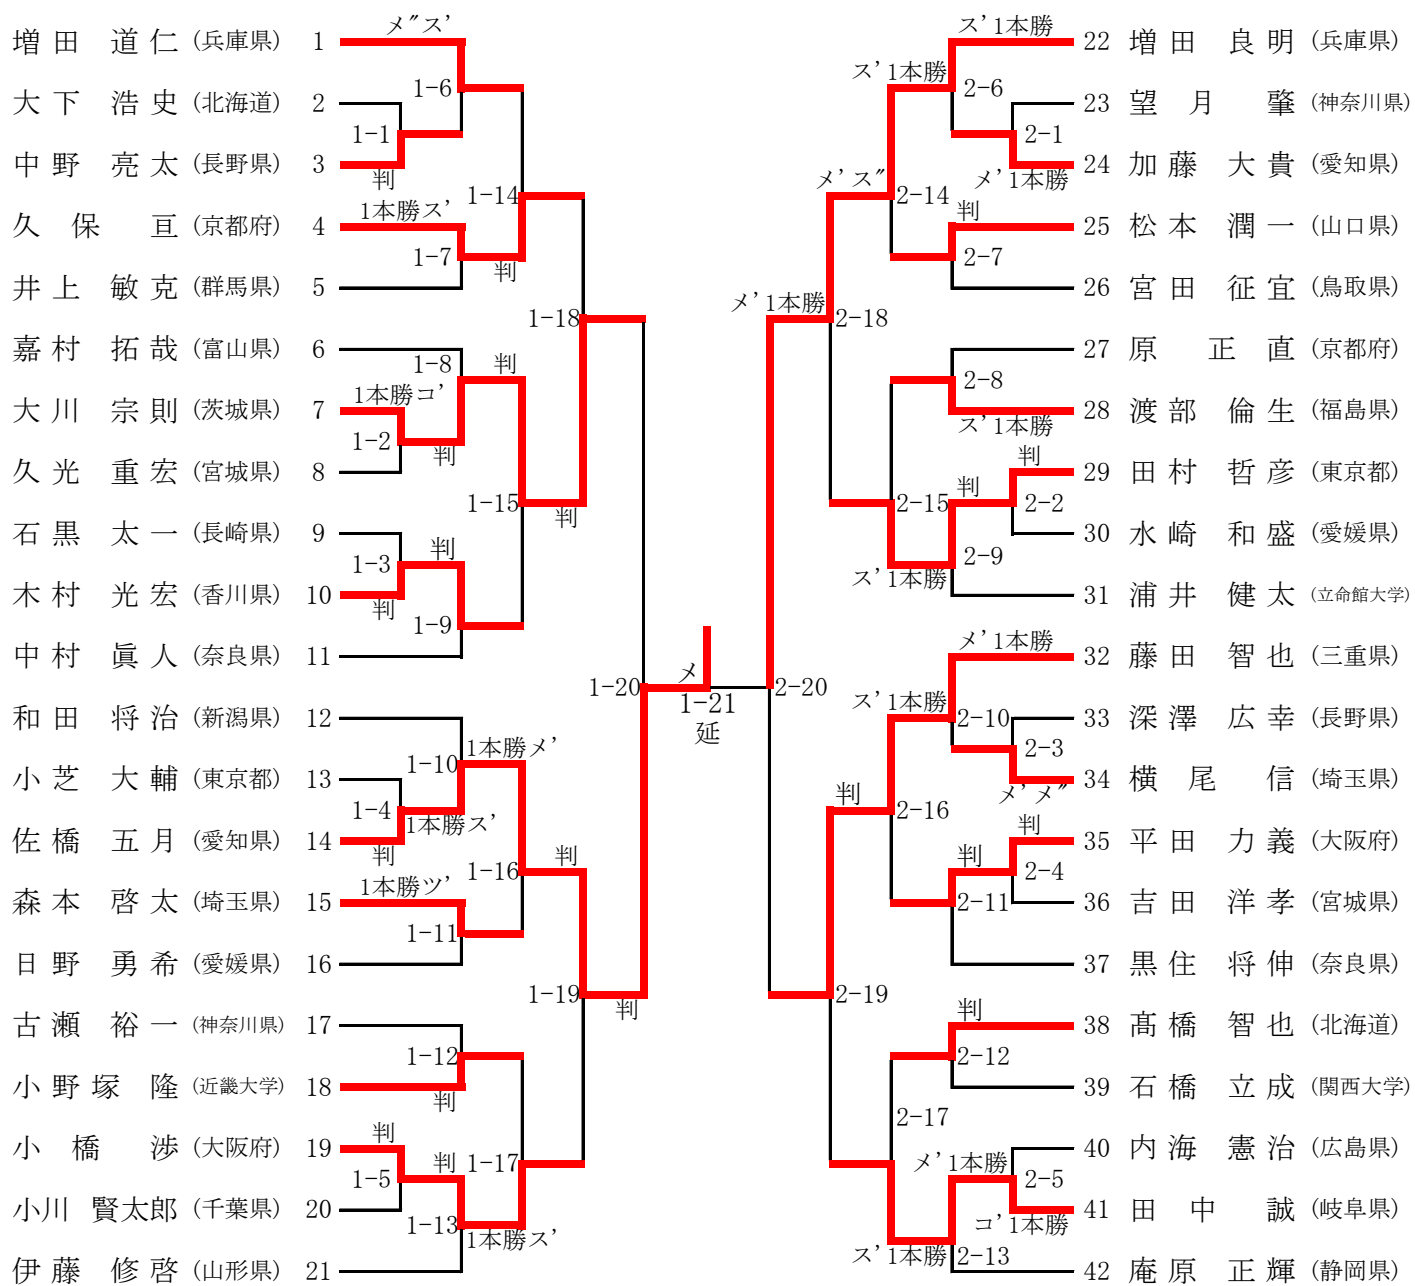 増田 道仁 (兵庫県) 1
大下 浩史 (北海道) 2
中野 亮太 (長野県) 3
久保 亘 (京都府) 4
井上 敏克 (群馬県) 5
嘉村 拓哉 (富山県) 6
大川 宗則 (茨城県) 7
久光 重宏 (宮城県) 8
石黒 太一 (長崎県) 9
木村 光宏 (香川県) 10
中村 眞人 (奈良県) 11
和田 将治 (新潟県) 12
小芝 大輔 (東京都) 13
佐橋 五月 (愛知県) 14
森本 啓太 (埼玉県) 15
日野 勇希 (愛媛県) 16
古瀬 裕一 (神奈川県) 17
小野塚 隆 (近畿大学) 18
小橋 渉 (大阪府) 19
小川 賢太郎 (千葉県) 20
伊藤 修啓 (山形県) 21
メ″ス'
1-6
1-1
判
1-14
1本勝ス'
1-7
判
1-18
1-8
判
1本勝コ'
1-2
判
1-15
判
1-3
判
判
1-9
1-20
1-10
1本勝メ'
1-4
1本勝ス'
判
1-16
判
1本勝ツ'
1-11
1-19
判
1-12
判
判
1-5
判
1-17
1-13
1本勝ス'
メ
1-21
延
ス'1本勝
ス'1本勝
2-6
2-1
メ'1本勝
メ'ス″
2-14
判
2-7
メ'1本勝
2-18
2-8
ス'1本勝
判
2-15
判
2-2
2-9
ス'1本勝
メ'1本勝
2-20
ス'1本勝
2-10
2-3
メ'メ″
判
2-16
判
判
2-4
2-11
2-19
判
2-12
2-17
メ'1本勝
2-5
コ'1本勝
ス'1本勝
2-13
22 増田 良明 (兵庫県)
23 望月 肇 (神奈川県)
24 加藤 大貴 (愛知県)
25 松本 潤一 (山口県)
26 宮田 征宜 (鳥取県)
27 原 正直 (京都府)
28 渡部 倫生 (福島県)
29 田村 哲彦 (東京都)
30 水崎 和盛 (愛媛県)
31 浦井 健太 (立命館大学)
32 藤田 智也 (三重県)
33 深澤 広幸 (長野県)
34 横尾 信 (埼玉県)
35 平田 力義 (大阪府)
36 吉田 洋孝 (宮城県)
37 黒住 将伸 (奈良県)
38 髙橋 智也 (北海道)
39 石橋 立成 (関西大学)
40 内海 憲治 (広島県)
41 田中 誠 (岐阜県)
42 庵原 正輝 (静岡県)